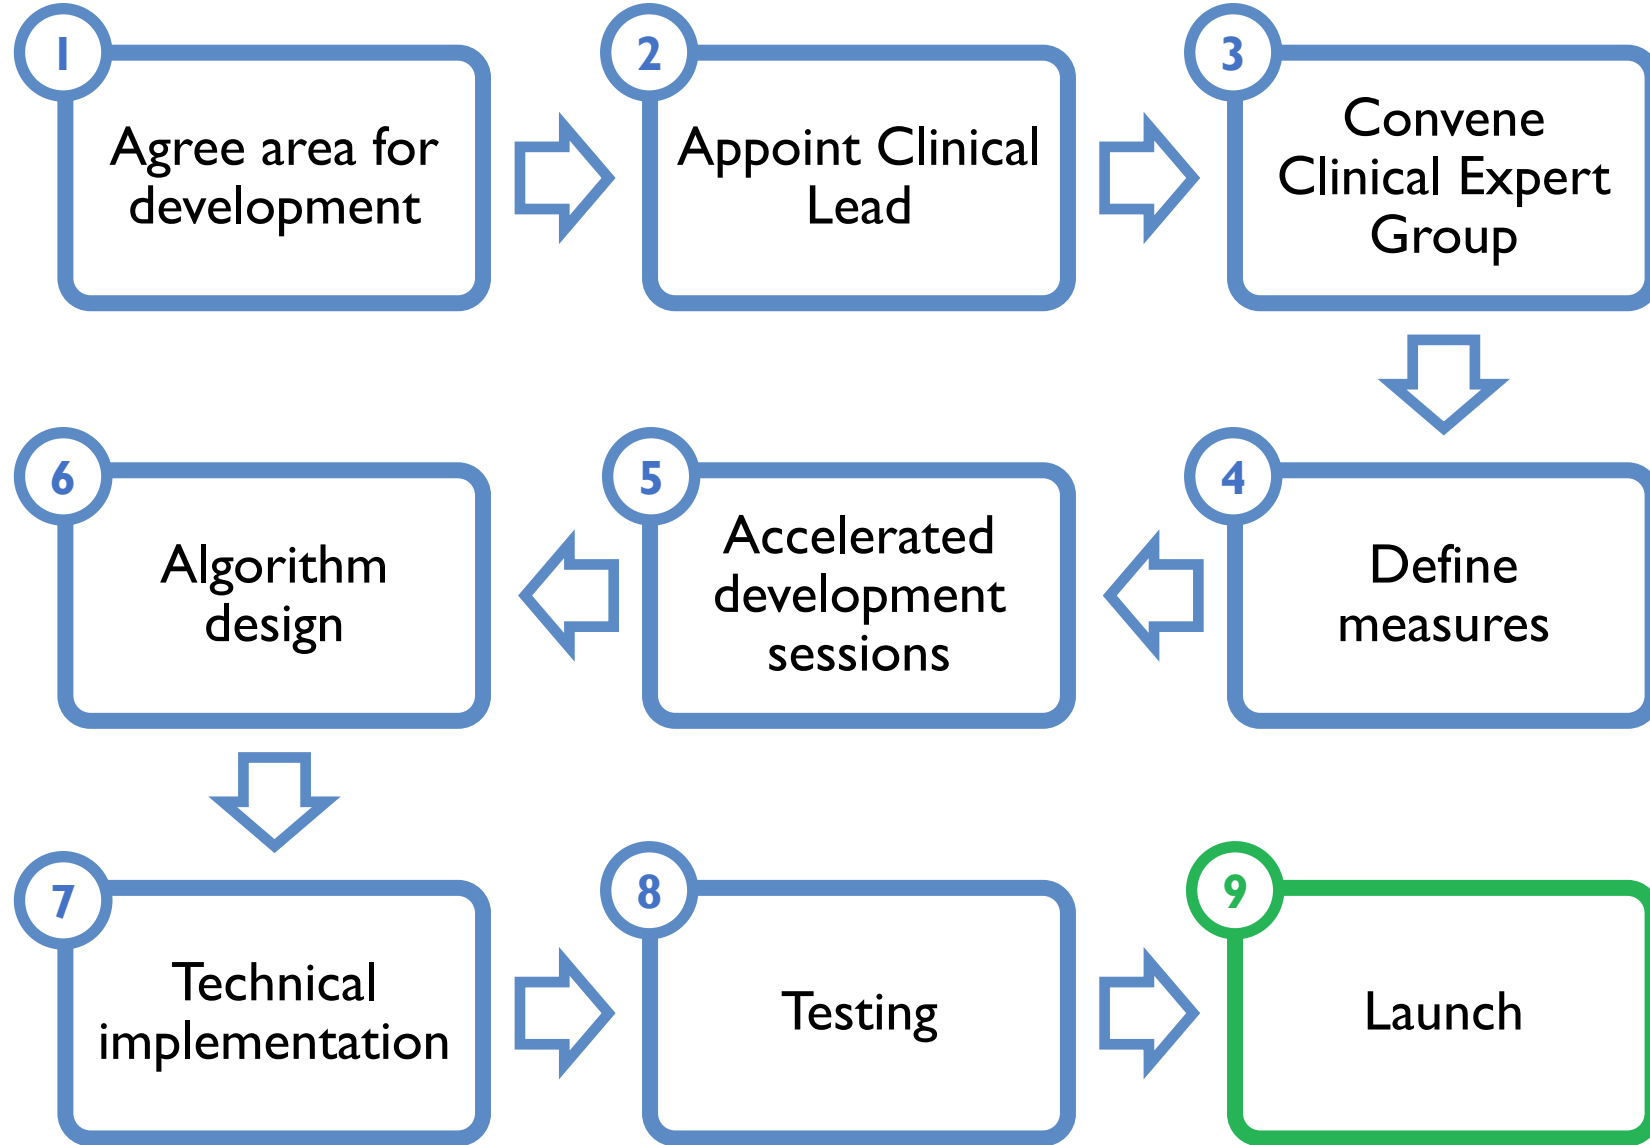 1
Agree area for
development
2
Appoint Clinical
Lead
3
Convene
Clinical Expert
Group
4
Define
measures
5
Accelerated
development
sessions
6
Algorithm
design
7
Technical
implementation
8
Testing
9
Launch